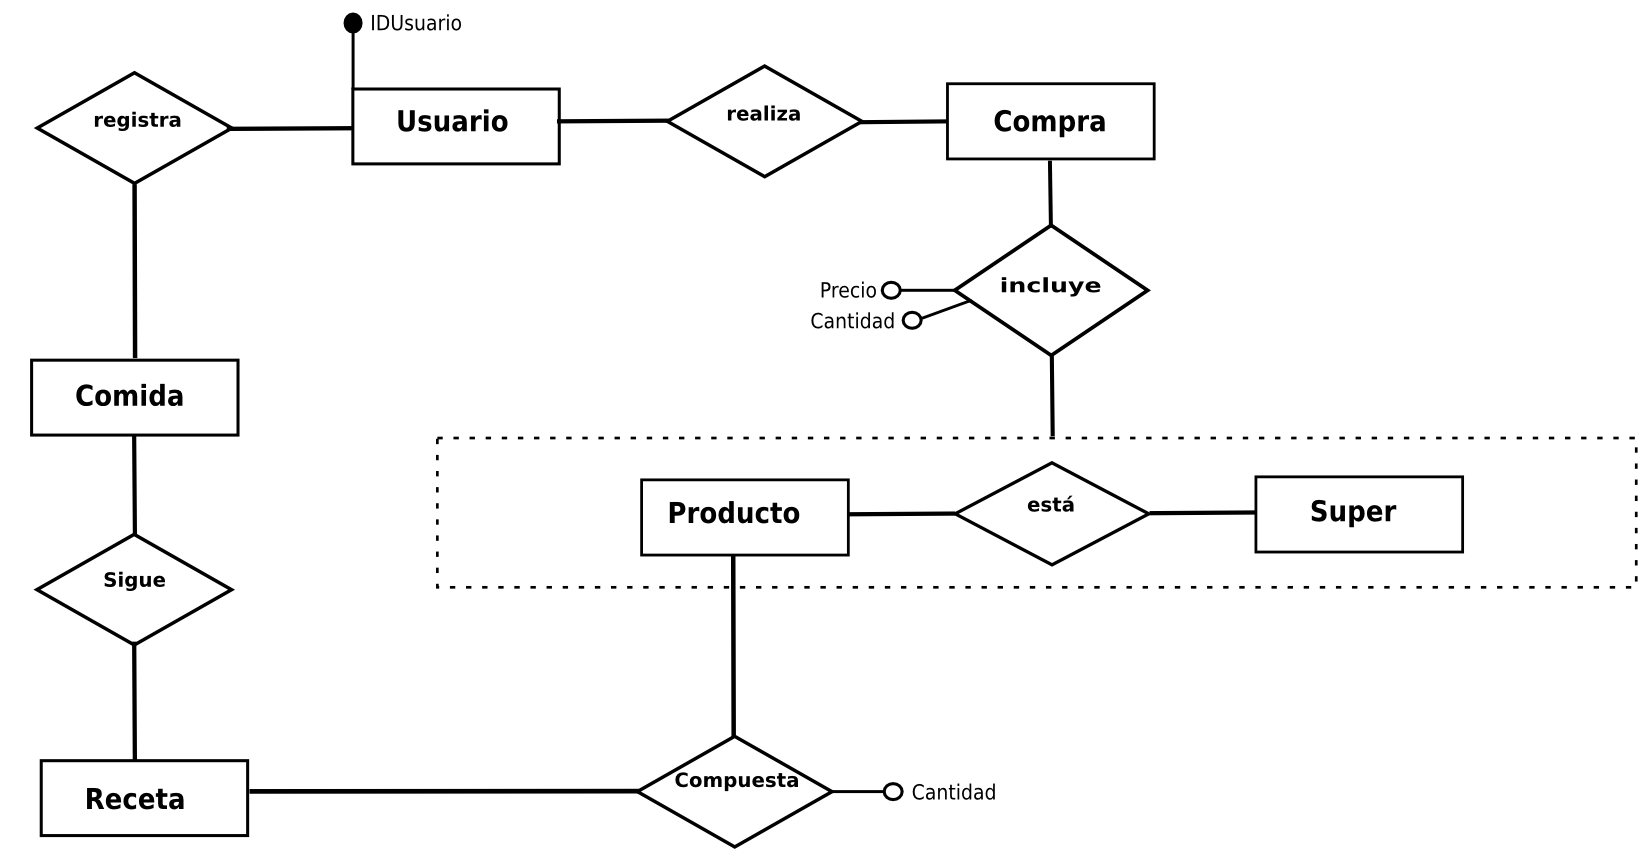 IDUsuario
registra
Usuario
realiza
Compra
incluye
Precio
Cantidad
Comida
Producto
está
Super
Sigue
Receta
Compuesta
Cantidad